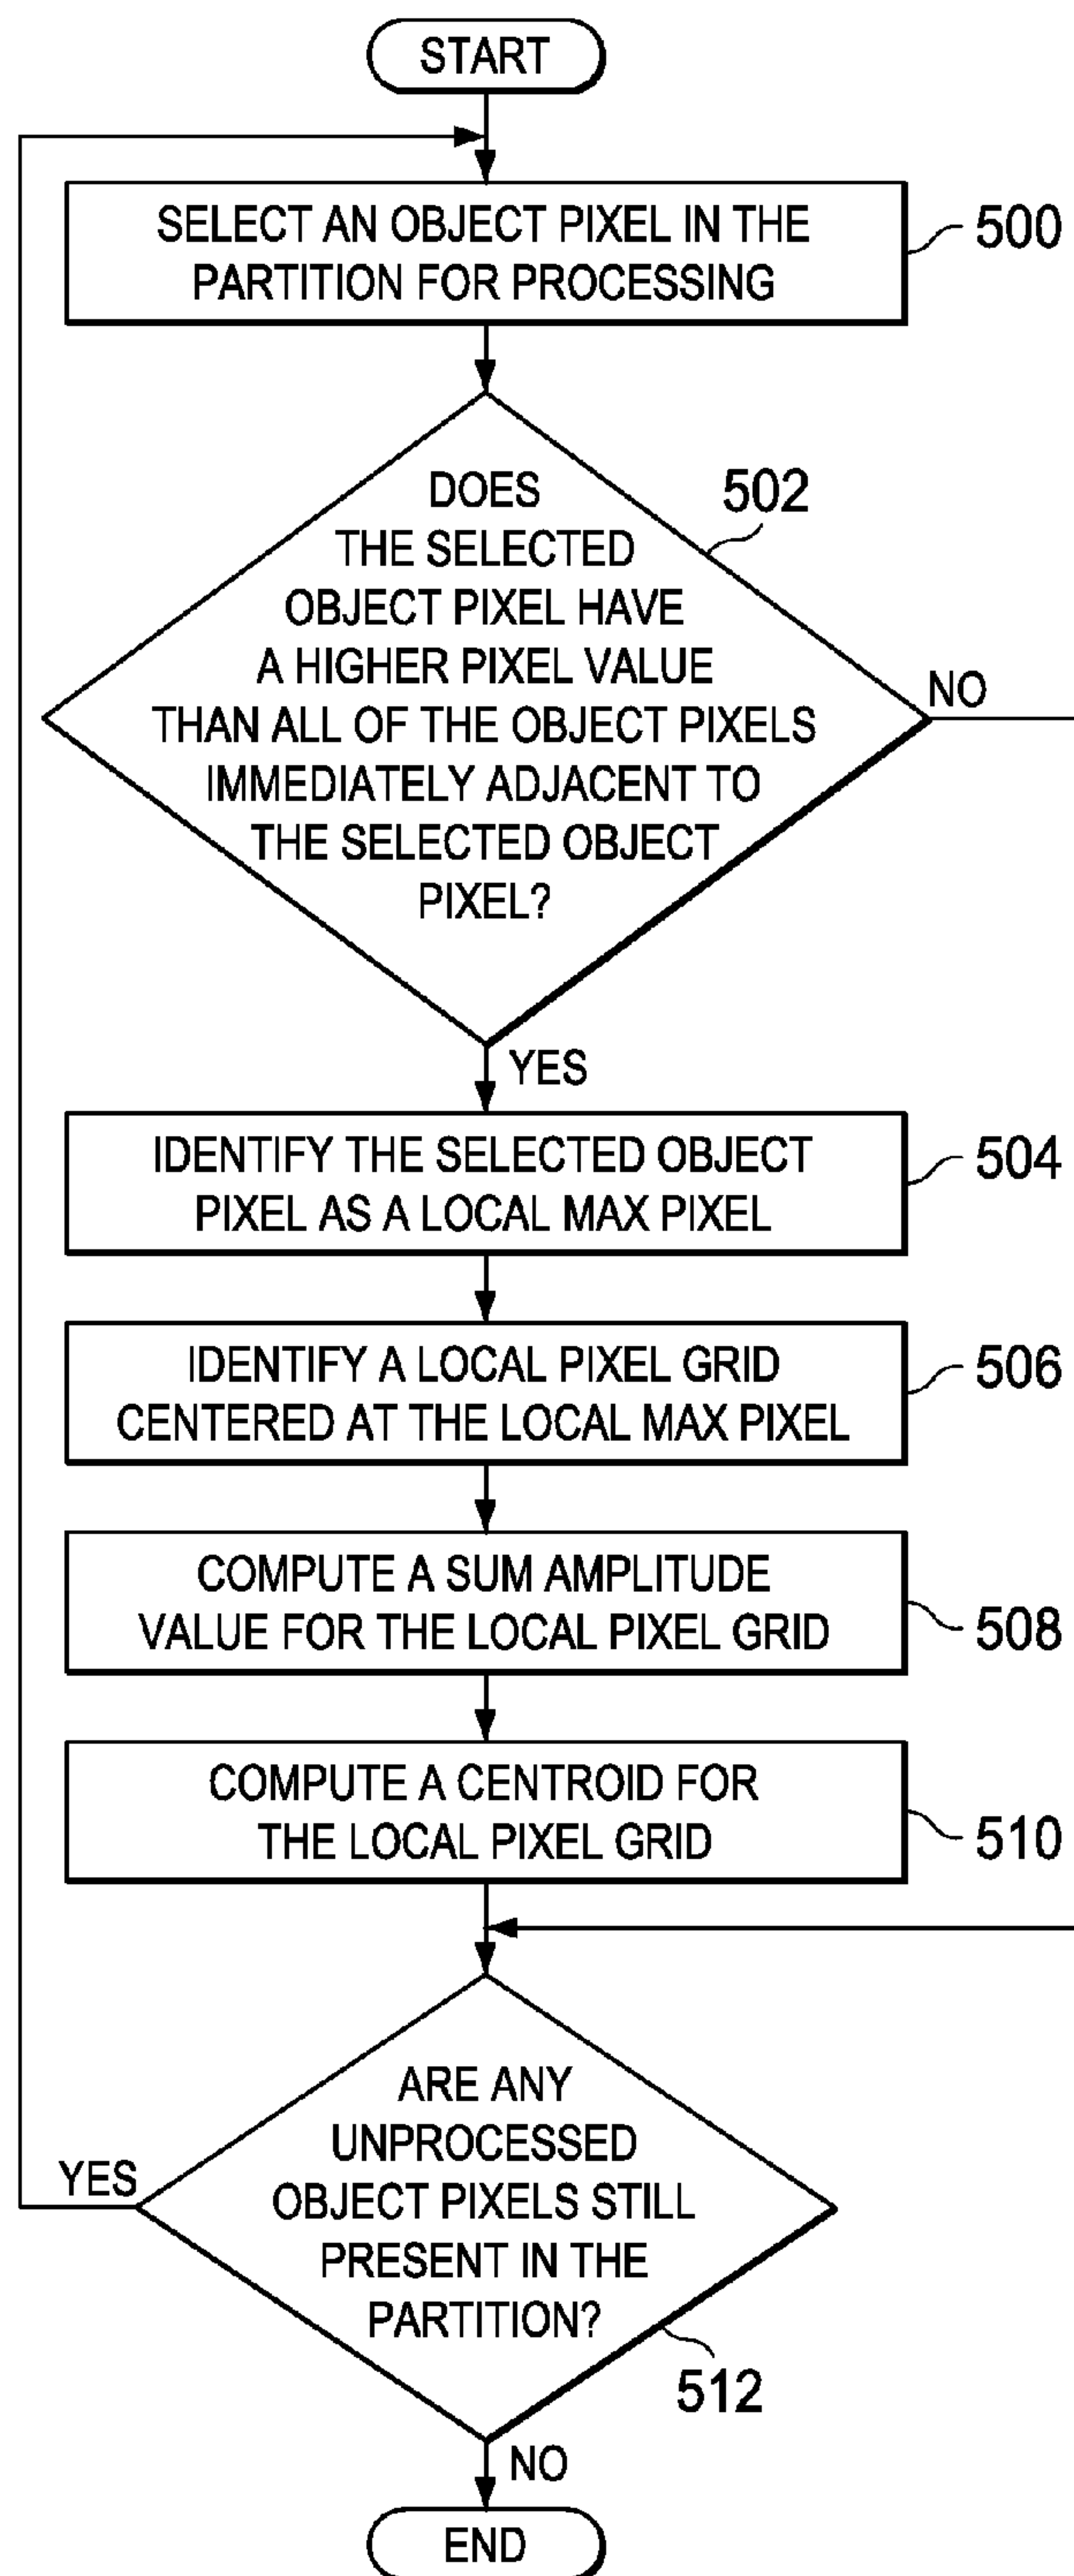 START
SELECT AN OBJECT PIXEL IN THE
PARTITION FOR PROCESSING
500
DOES
THE SELECTED
OBJECT PIXEL HAVE
A HIGHER PIXEL VALUE
THAN ALL OF THE OBJECT PIXELS
IMMEDIATELY ADJACENT TO
THE SELECTED OBJECT
PIXEL?
502
NO
YES
IDENTIFY THE SELECTED OBJECT
PIXEL AS A LOCAL MAX PIXEL
504
IDENTIFY A LOCAL PIXEL GRID
CENTERED AT THE LOCAL MAX PIXEL
506
COMPUTE A SUM AMPLITUDE
VALUE FOR THE LOCAL PIXEL GRID
508
COMPUTE A CENTROID FOR
THE LOCAL PIXEL GRID
510
ARE ANY
UNPROCESSED
OBJECT PIXELS STILL
PRESENT IN THE
PARTITION?
YES
512
NO
END